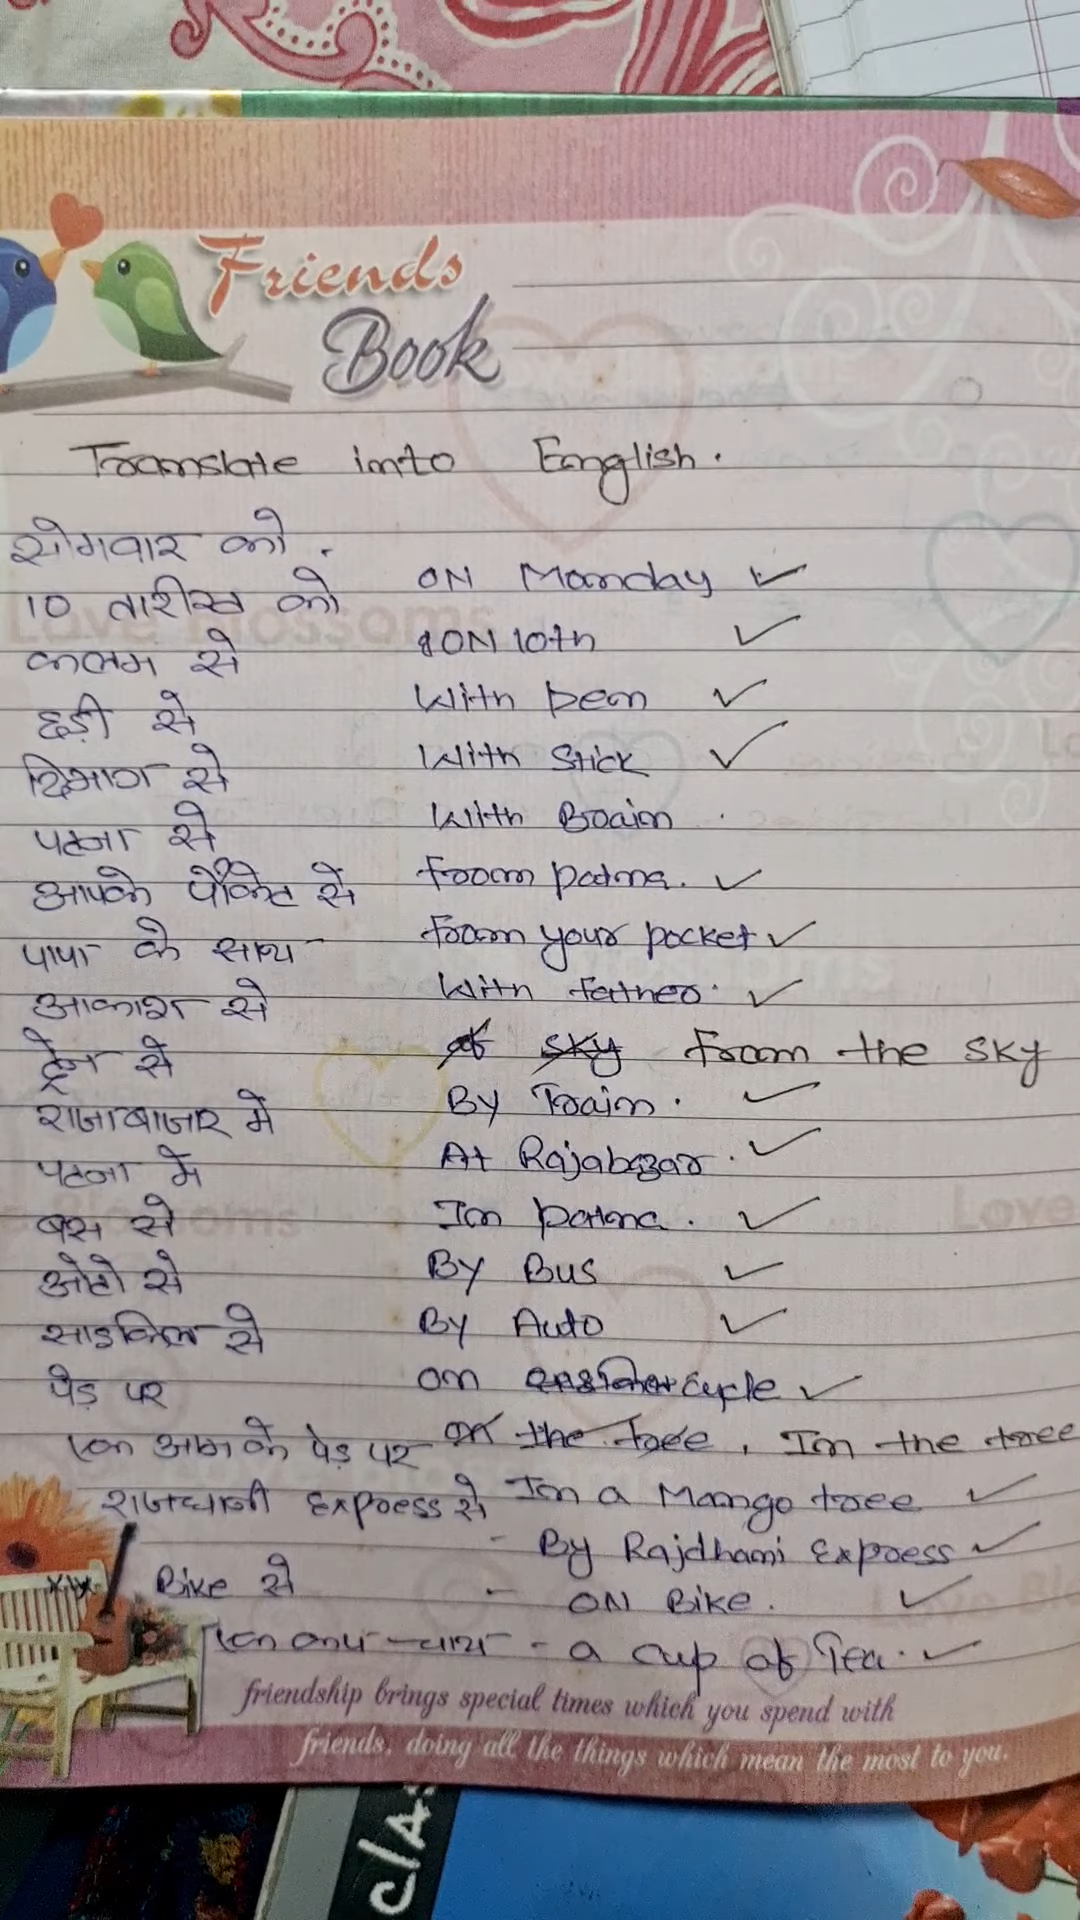 Friends
Book
Translate into English.
सोमवार को. ON Monday
10 तारीख को ON 10th
कलम से With pen
छड़ी से With Stick
दिमाग से With Brain
पटना से From patna.
आपके पॉकेट से From your pocket
पापा के साथ With father.
आकाश से of sky From the sky
ट्रेन से By Train.
राजाबाजार में At Rajabazar.
पटना में In patna.
बस से By Bus
ओटो से By Auto
साइकिल से on साइकिल cycle
पेड़ पर on the tree, In the tree
एक आम के पेड़ पर In a Mango tree
राजधानी Express से - By Rajdhani Express
Bike से - ON Bike.
एक कप चाय - a cup of Tea.
friendship brings special times which you spend with
friends, doing all the things which mean the most to you.